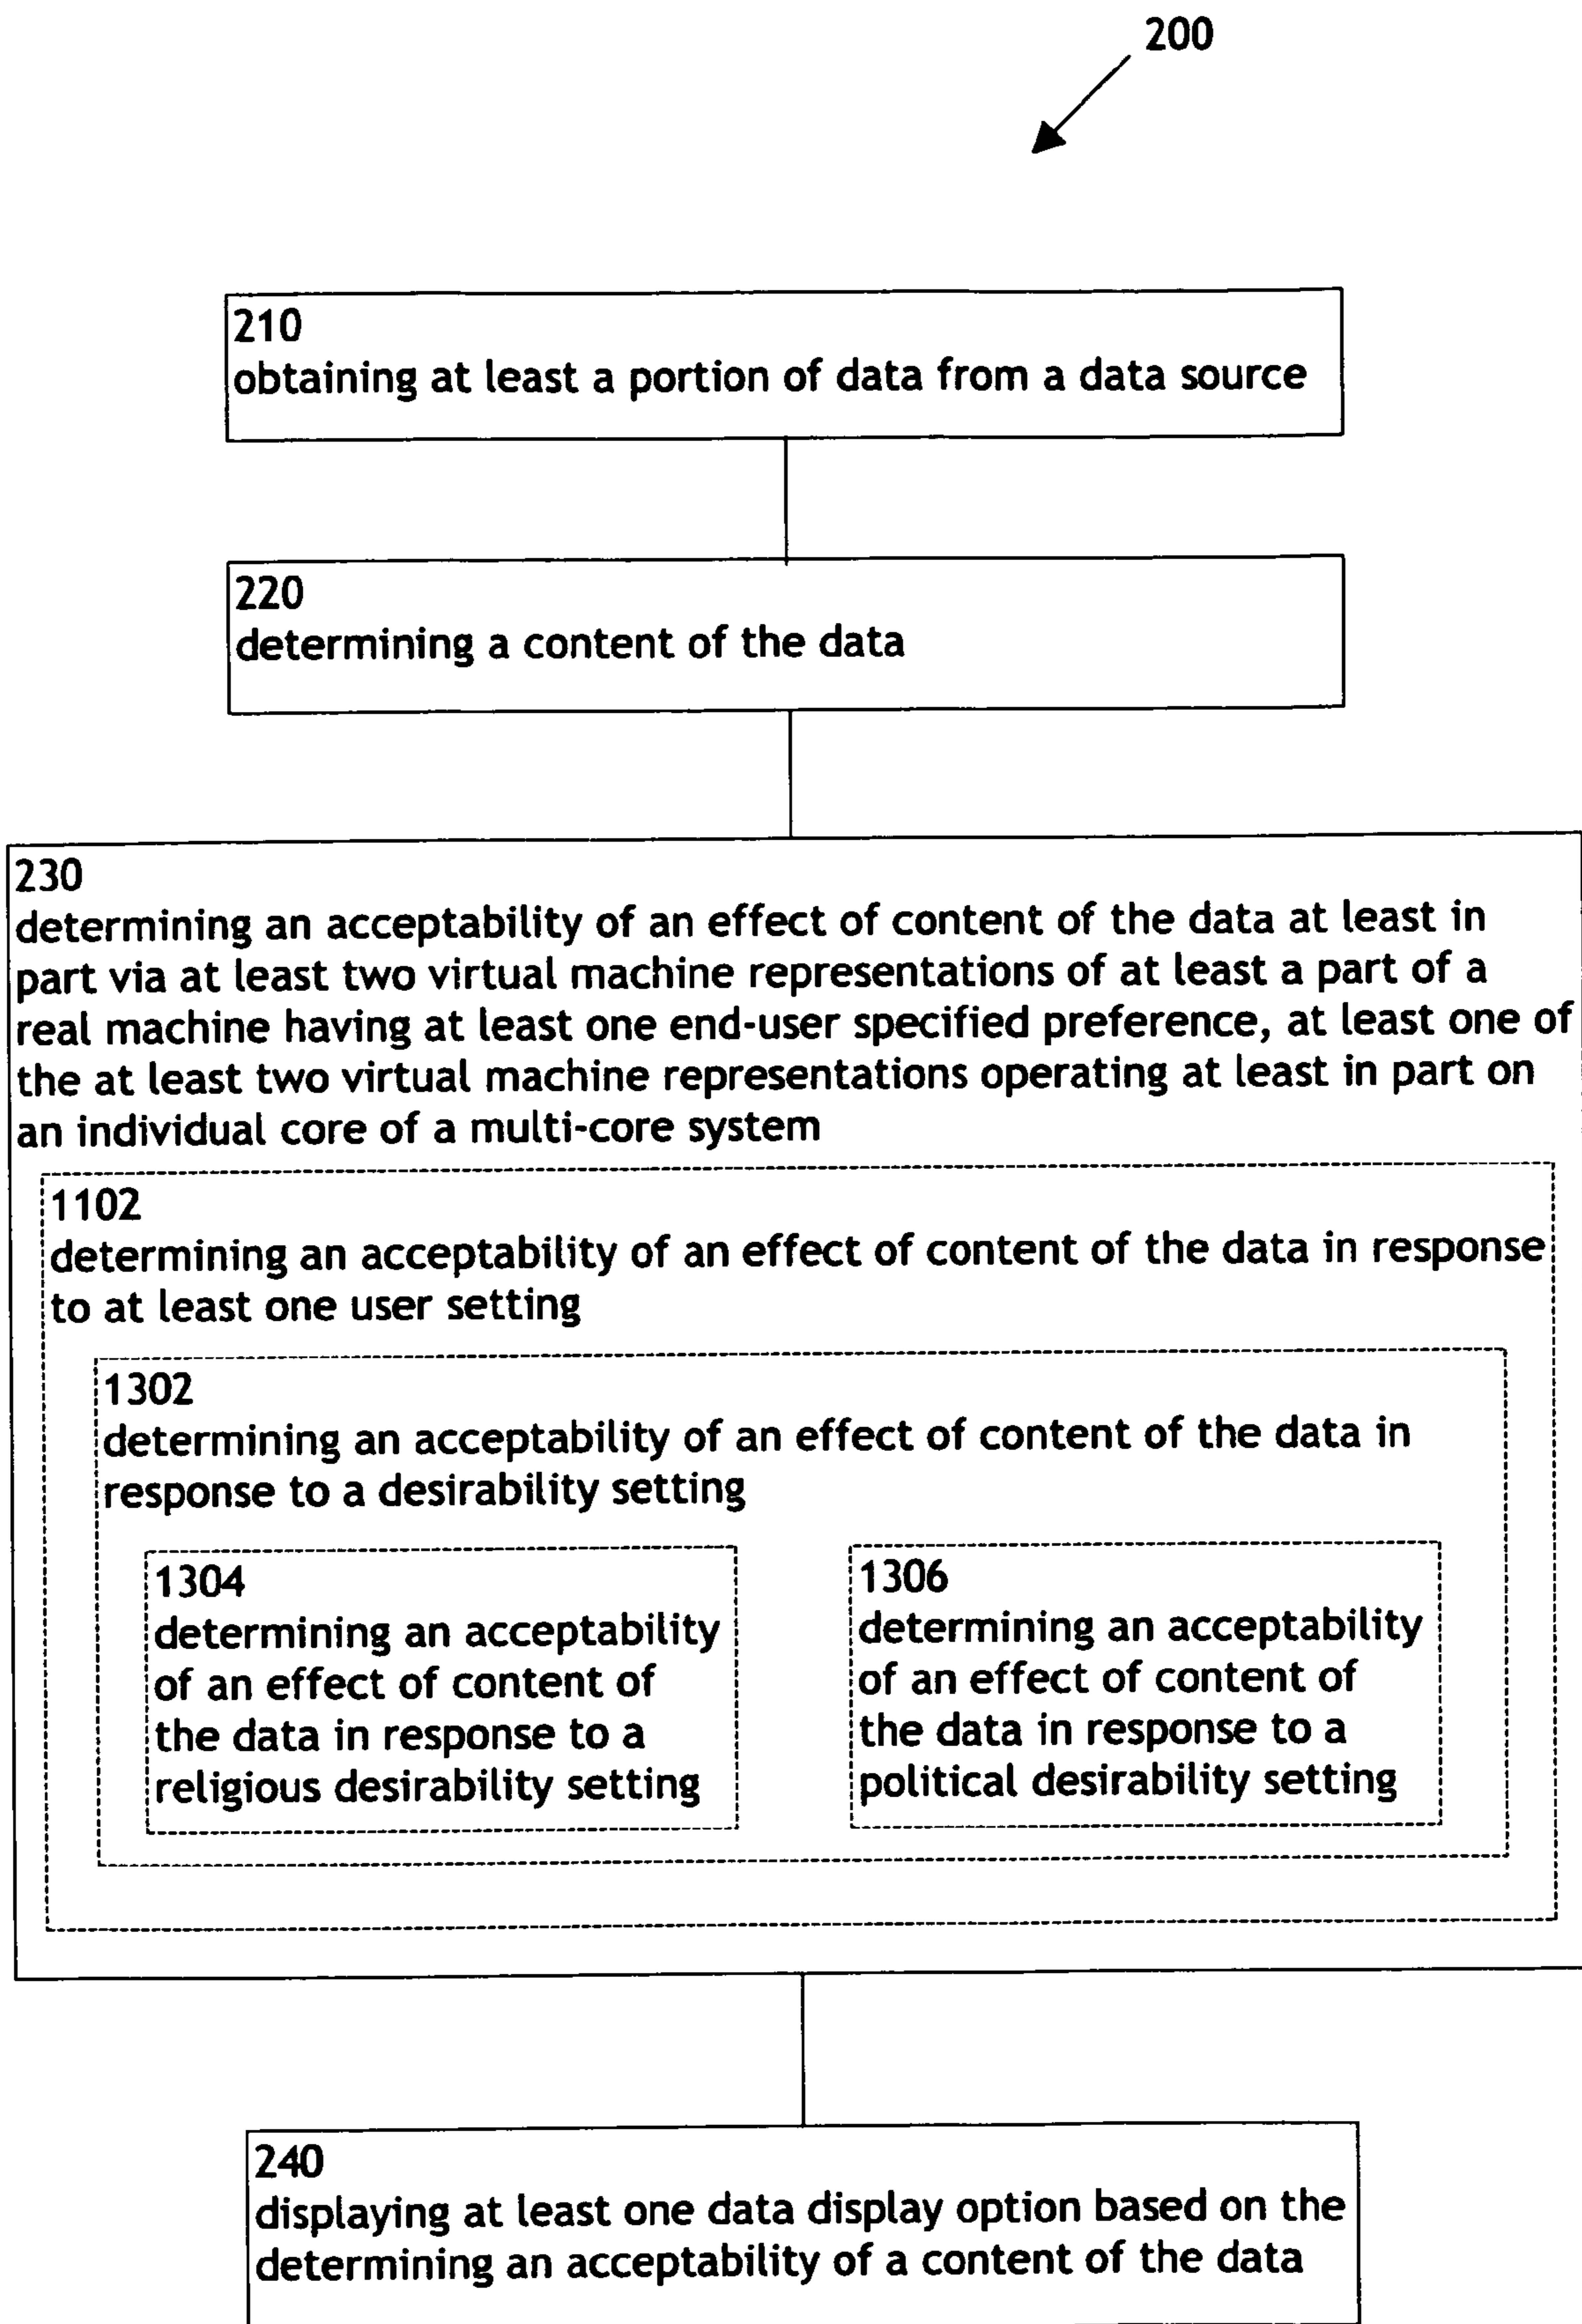 200
210
obtaining at least a portion of data from a data source
220
determining a content of the data
230
determining an acceptability of an effect of content of the data at least in
part via at least two virtual machine representations of at least a part of a
real machine having at least one end-user specified preference, at least one of
the at least two virtual machine representations operating at least in part on
an individual core of a multi-core system
1102
determining an acceptability of an effect of content of the data in response
to at least one user setting
1302
determining an acceptability of an effect of content of the data in
response to a desirability setting
1304
determining an acceptability
of an effect of content of
the data in response to a
religious desirability setting
1306
determining an acceptability
of an effect of content of
the data in response to a
political desirability setting
240
displaying at least one data display option based on the
determining an acceptability of a content of the data